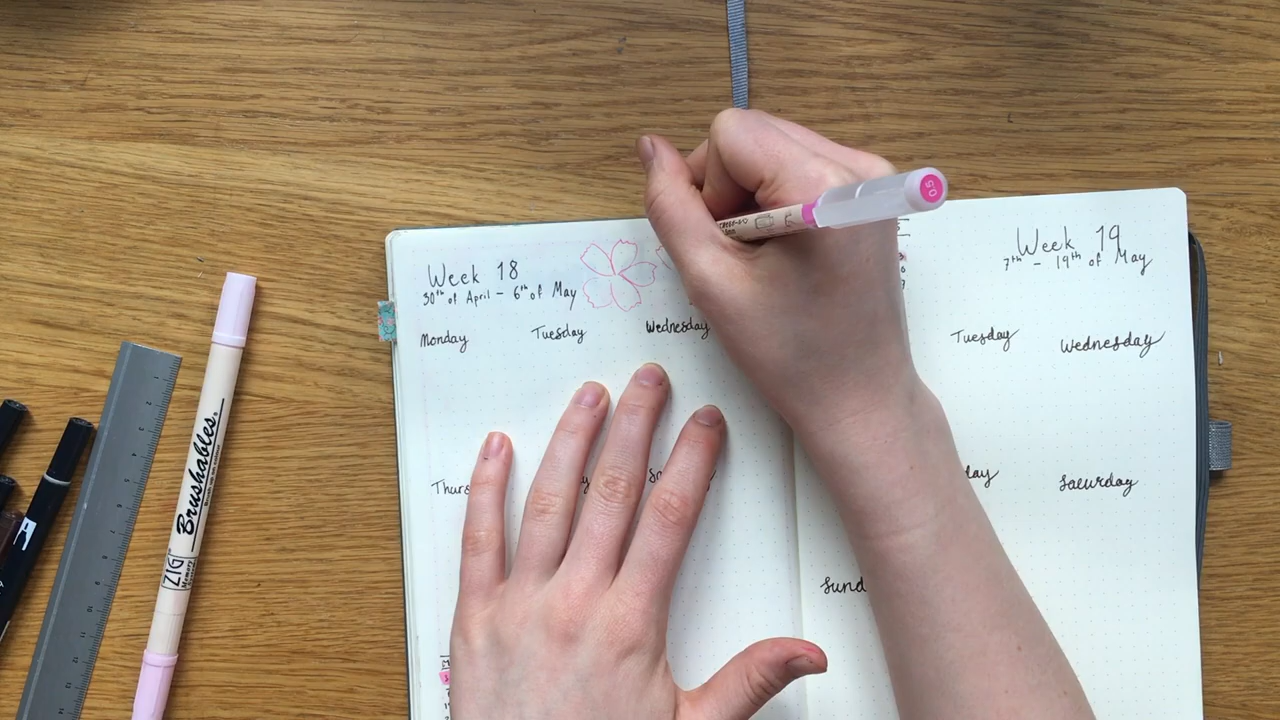 Week 18
30th of April - 6th of May
Monday
Tuesday
Wednesday
Week 19
7th - 19th of May
Tuesday
Wednesday
Saturday
ZIG
Brushables
05